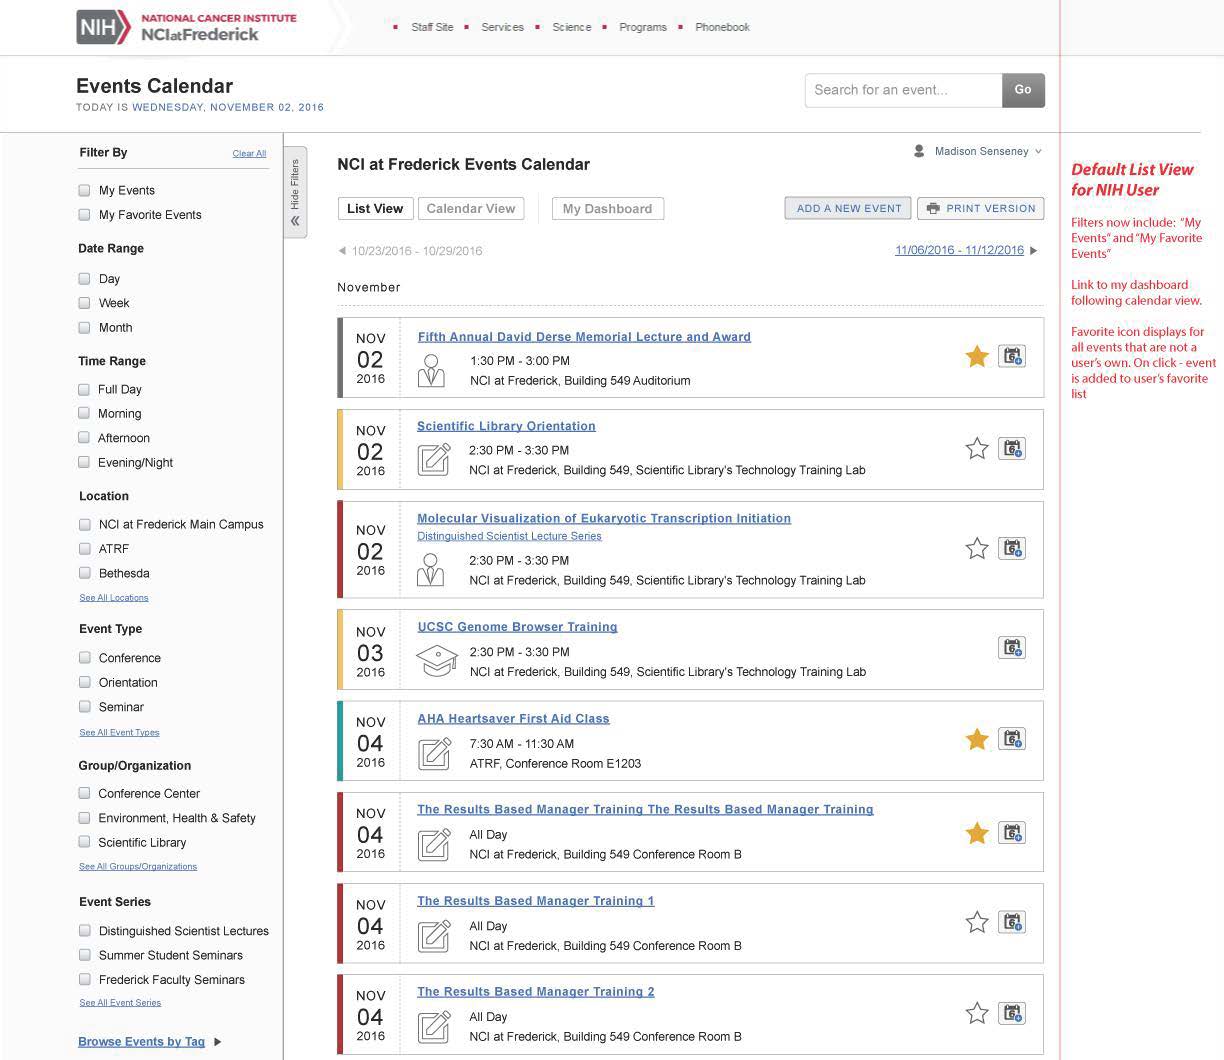 NIH
NATIONAL CANCER INSTITUTE
NCIatFrederick
Staff Site
Services
Science
Programs
Phonebook
Events Calendar
TODAY IS WEDNESDAY, NOVEMBER 02, 2016
Search for an event...
Go
Filter By
Clear All
My Events
My Favorite Events
Date Range
Day
Week
Month
Time Range
Full Day
Morning
Afternoon
Evening/Night
Location
NCI at Frederick Main Campus
ATRF
Bethesda
See All Locations
Event Type
Conference
Orientation
Seminar
See All Event Types
Group/Organization
Conference Center
Environment, Health & Safety
Scientific Library
See All Groups/Organizations
Event Series
Distinguished Scientist Lectures
Summer Student Seminars
Frederick Faculty Seminars
See All Event Series
Browse Events by Tag
Hide Filters
NCI at Frederick Events Calendar
Madison Senseney
List View
Calendar View
My Dashboard
ADD A NEW EVENT
PRINT VERSION
10/23/2016 - 10/29/2016
11/06/2016 - 11/12/2016
November
NOV
02
2016
Fifth Annual David Derse Memorial Lecture and Award
1:30 PM - 3:00 PM
NCI at Frederick, Building 549 Auditorium
6
NOV
02
2016
Scientific Library Orientation
2:30 PM - 3:30 PM
NCI at Frederick, Building 549, Scientific Library's Technology Training Lab
6
NOV
02
2016
Molecular Visualization of Eukaryotic Transcription Initiation
Distinguished Scientist Lecture Series
2:30 PM - 3:30 PM
NCI at Frederick, Building 549, Scientific Library's Technology Training Lab
6
NOV
03
2016
UCSC Genome Browser Training
2:30 PM - 3:30 PM
NCI at Frederick, Building 549, Scientific Library's Technology Training Lab
6
NOV
04
2016
AHA Heartsaver First Aid Class
7:30 AM - 11:30 AM
ATRF, Conference Room E1203
6
NOV
04
2016
The Results Based Manager Training The Results Based Manager Training
All Day
NCI at Frederick, Building 549 Conference Room B
6
NOV
04
2016
The Results Based Manager Training 1
All Day
NCI at Frederick, Building 549 Conference Room B
6
NOV
04
2016
The Results Based Manager Training 2
All Day
NCI at Frederick, Building 549 Conference Room B
6
Default List View
for NIH User
Filters now include: "My
Events" and "My Favorite
Events"
Link to my dashboard
following calendar view.
Favorite icon displays for
all events that are not a
user's own. On click - event
is added to user's favorite
list